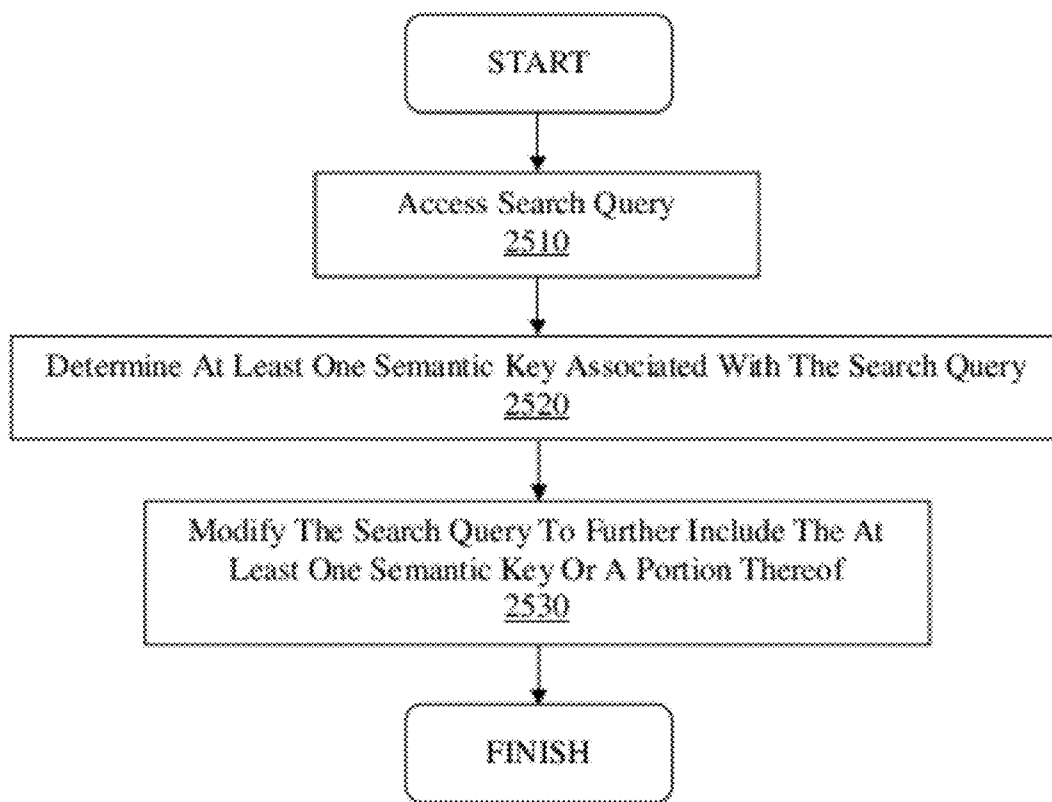 START
Access Search Query
2510
Determine At Least One Semantic Key Associated With The Search Query
2520
Modify The Search Query To Further Include The At
Least One Semantic Key Or A Portion Thereof
2530
FINISH